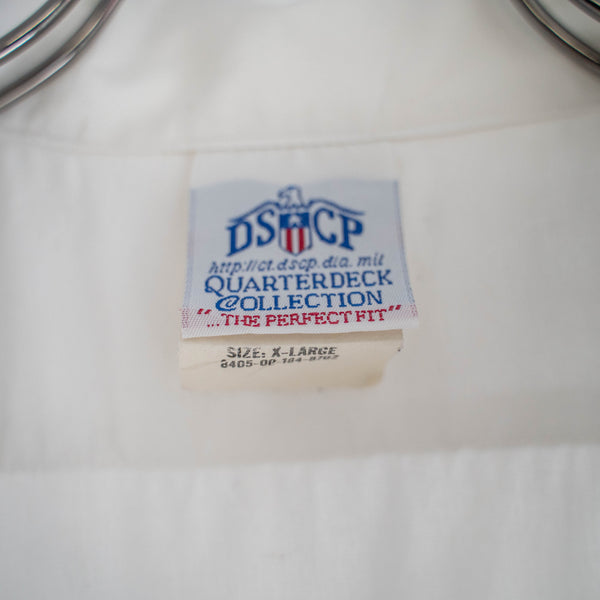 DSCP
http://ct.dscp.dla.mil
QUARTERDECK
COLLECTION
"...THE PERFECT FIT"
SIZE: X-LARGE